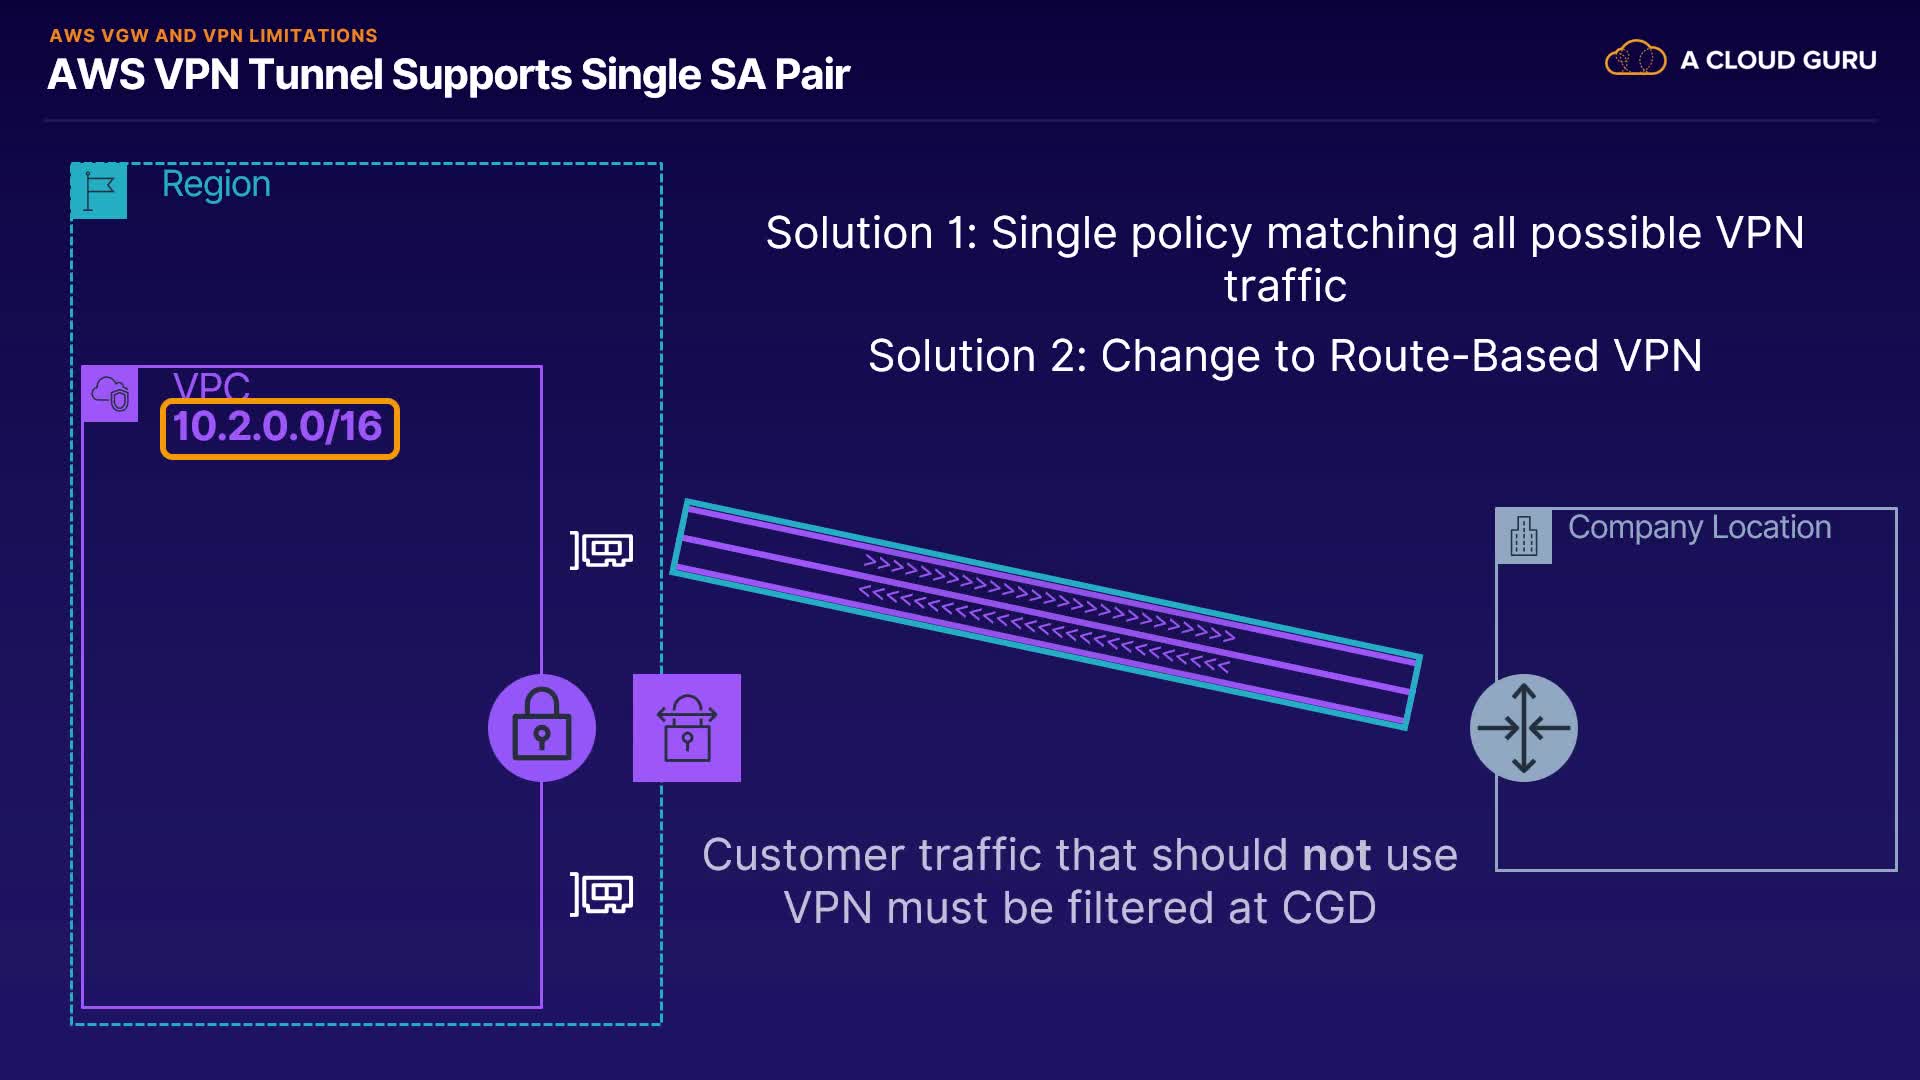 AWS VGW AND VPN LIMITATIONS
AWS VPN Tunnel Supports Single SA Pair
A CLOUD GURU
Region
Solution 1: Single policy matching all possible VPN
traffic
Solution 2: Change to Route-Based VPN
VPC
10.2.0.0/16
Company Location
Customer traffic that should not use
VPN must be filtered at CGD